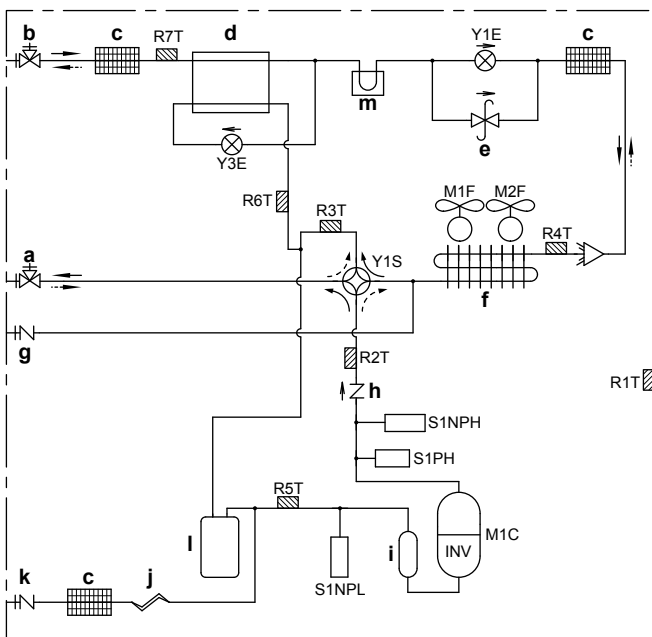 b
c
R7T
d
m
Y1E
c
e
Y3E
R6T
R3T
M1F
M2F
R4T
Y1S
a
f
g
R2T
R1T
h
S1NPH
S1PH
R5T
M1C
l
i
INV
k
c
j
S1NPL